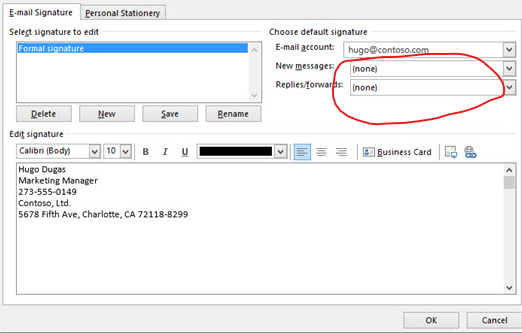 E-mail Signature
Personal Stationery
Select signature to edit
Formal signature
Delete
New
Save
Rename
Choose default signature
E-mail account:
hugo@contoso.com
New messages:
(none)
Replies/forwards:
(none)
Edit signature
Calibri (Body)
10
B
I
U
Business Card
Hugo Dugas
Marketing Manager
273-555-0149
Contoso, Ltd.
5678 Fifth Ave, Charlotte, CA 72118-8299
OK
Cancel